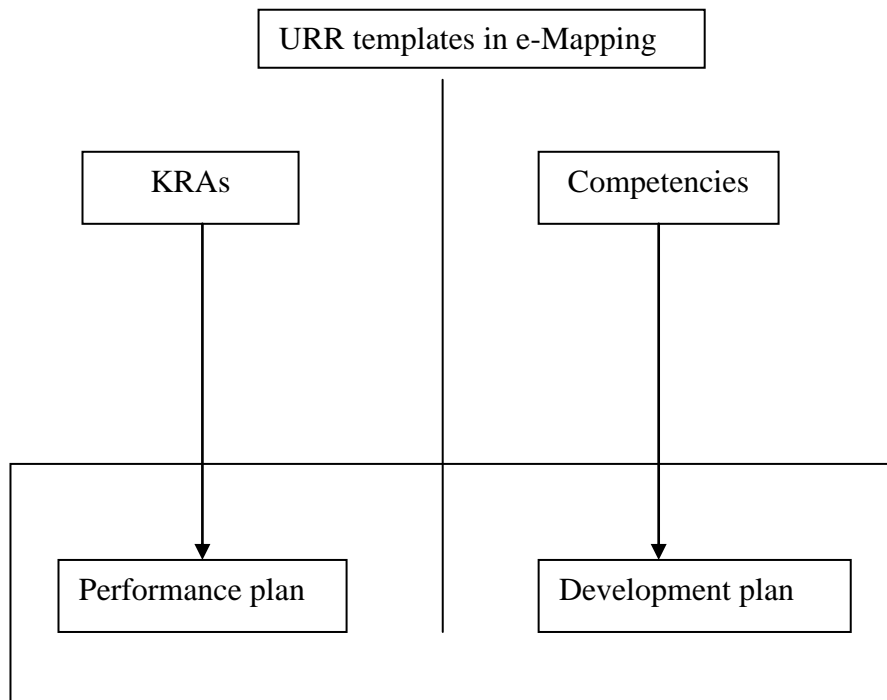 URR templates in e-Mapping
KRAs
Competencies
Performance plan
Development plan